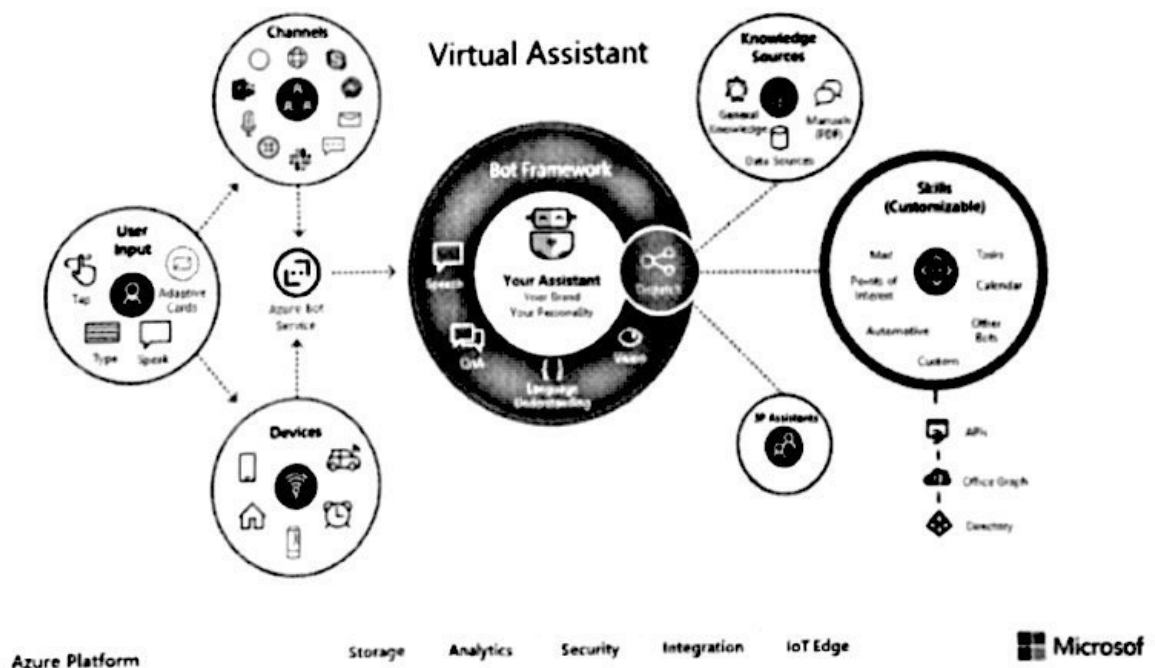 Virtual Assistant
Channels
User
Input
Tap
Adaptive
Cards
Type
Speak
Azure Bot
Service
Devices
Bot Framework
Your Assistant
Your Brand
Your Personality
Speech
QnA
Language
Understanding
Vision
Dispatch
Knowledge
Sources
General
Knowledge
Manuals
(PDF)
Data Sources
Skills
(Customizable)
Mail
Tasks
Points of
Interest
Calendar
Automotive
Other
Bots
Custom
3P Assistants
APIs
Office Graph
Directory
Azure Platform
Storage
Analytics
Security
Integration
IoT Edge
Microsof